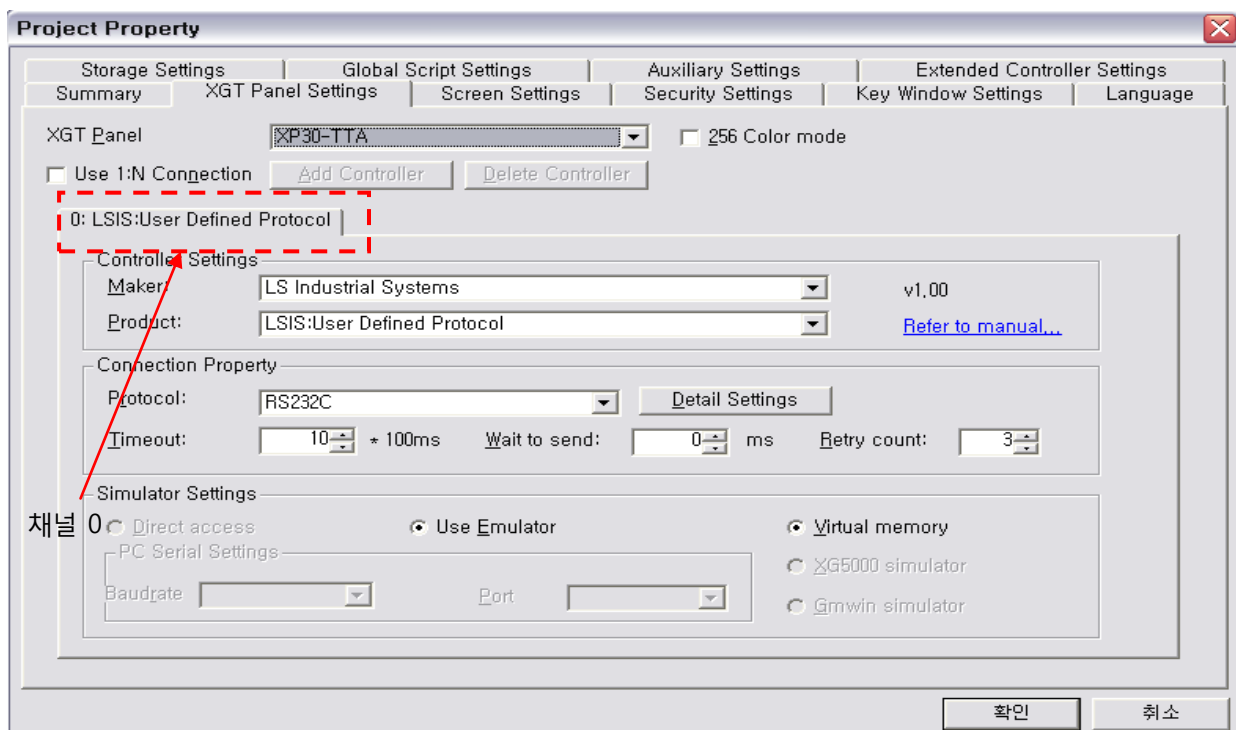 Project Property
Storage Settings Global Script Settings Auxiliary Settings Extended Controller Settings
Summary XGT Panel Settings Screen Settings Security Settings Key Window Settings Language
XGT Panel XP30-TTA 256 Color mode
Use 1:N Connection Add Controller Delete Controller
0: LSIS:User Defined Protocol
Controller Settings
Maker: LS Industrial Systems v1.00
Product: LSIS:User Defined Protocol Refer to manual...
Connection Property
Protocol: RS232C Detail Settings
Timeout: 10 * 100ms Wait to send: 0 ms Retry count: 3
Simulator Settings
채널 0 Direct access Use Emulator Virtual memory
PC Serial Settings
XG5000 simulator
Baudrate Port
Gmwin simulator
확인 취소